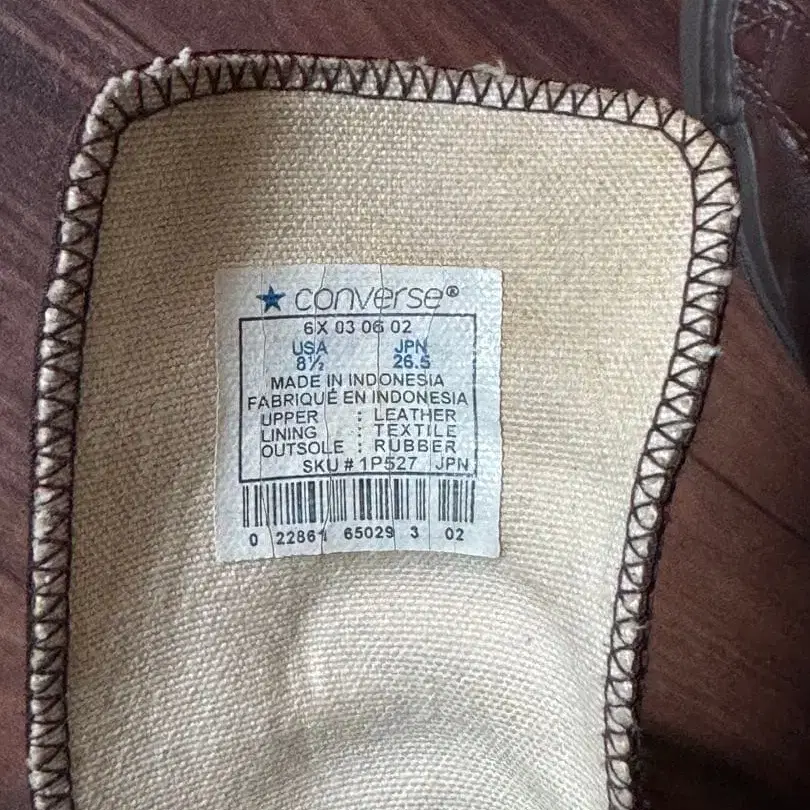 converse®
6X 03 06 02
USA JPN
8½ 26.5
MADE IN INDONESIA
FABRIQUÉ EN INDONESIA
UPPER : LEATHER
LINING : TEXTILE
OUTSOLE : RUBBER
SKU # 1P527 JPN
0 22861 65029 3 02